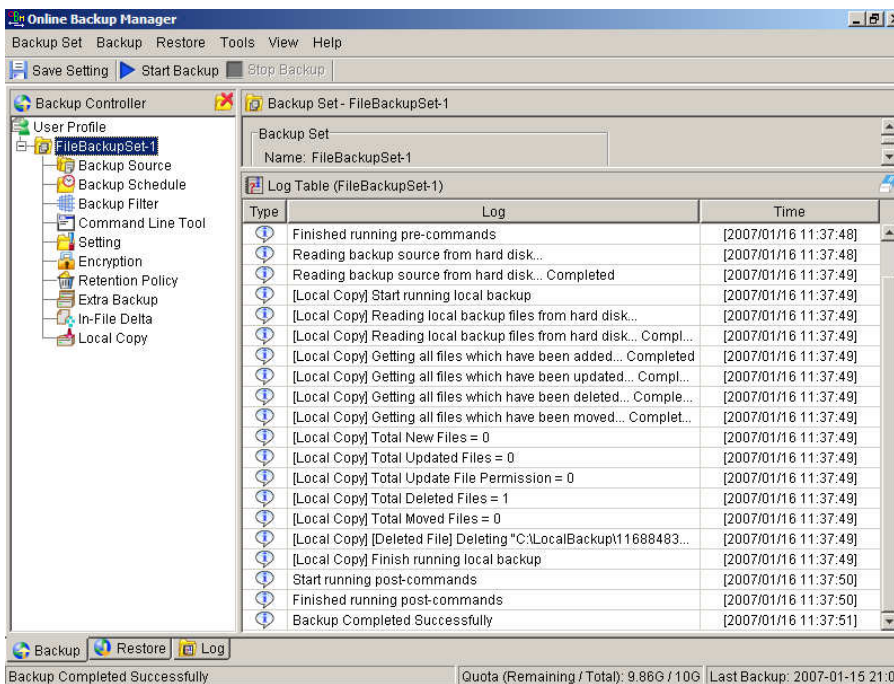 Online Backup Manager
Backup Set Backup Restore Tools View Help
Save Setting Start Backup Stop Backup
Backup Controller
User Profile
FileBackupSet-1
Backup Source
Backup Schedule
Backup Filter
Command Line Tool
Setting
Encryption
Retention Policy
Extra Backup
In-File Delta
Local Copy
Backup Set - FileBackupSet-1
Backup Set
Name: FileBackupSet-1
Log Table (FileBackupSet-1)
Type Log Time
Finished running pre-commands [2007/01/16 11:37:48]
Reading backup source from hard disk... [2007/01/16 11:37:48]
Reading backup source from hard disk... Completed [2007/01/16 11:37:49]
[Local Copy] Start running local backup [2007/01/16 11:37:49]
[Local Copy] Reading local backup files from hard disk... [2007/01/16 11:37:49]
[Local Copy] Reading local backup files from hard disk... Compl... [2007/01/16 11:37:49]
[Local Copy] Getting all files which have been added... Completed [2007/01/16 11:37:49]
[Local Copy] Getting all files which have been updated... Compl... [2007/01/16 11:37:49]
[Local Copy] Getting all files which have been deleted... Comple... [2007/01/16 11:37:49]
[Local Copy] Getting all files which have been moved... Complet... [2007/01/16 11:37:49]
[Local Copy] Total New Files = 0 [2007/01/16 11:37:49]
[Local Copy] Total Updated Files = 0 [2007/01/16 11:37:49]
[Local Copy] Total Update File Permission = 0 [2007/01/16 11:37:49]
[Local Copy] Total Deleted Files = 1 [2007/01/16 11:37:49]
[Local Copy] Total Moved Files = 0 [2007/01/16 11:37:49]
[Local Copy] [Deleted File] Deleting "C:\LocalBackup\11688483... [2007/01/16 11:37:49]
[Local Copy] Finish running local backup [2007/01/16 11:37:49]
Start running post-commands [2007/01/16 11:37:50]
Finished running post-commands [2007/01/16 11:37:50]
Backup Completed Successfully [2007/01/16 11:37:51]
Backup Restore Log
Backup Completed Successfully Quota (Remaining / Total): 9.86G / 10G Last Backup: 2007-01-15 21:0